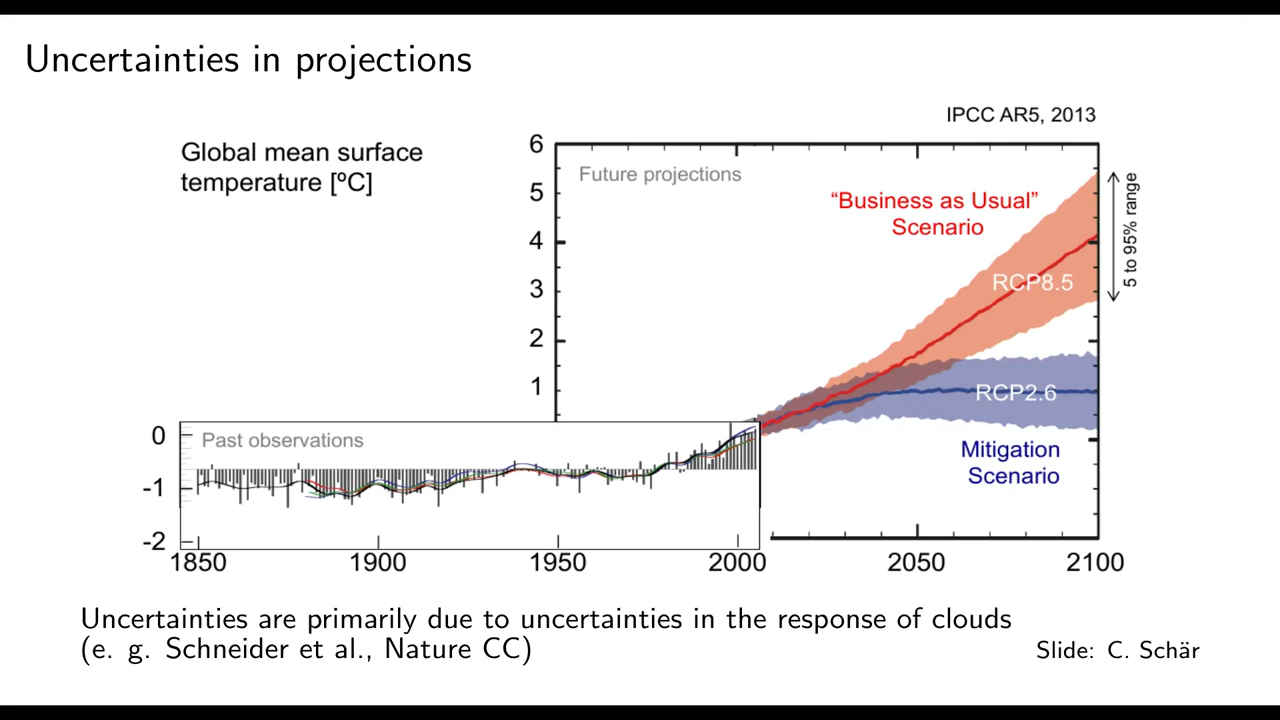 Uncertainties in projections
IPCC AR5, 2013
Global mean surface
temperature [ºC]
6
5
4
3
2
1
Future projections
“Business as Usual”
Scenario
RCP8.5
5 to 95% range
RCP2.6
Mitigation
Scenario
0
-1
-2
Past observations
1850
1900
1950
2000
2050
2100
Uncertainties are primarily due to uncertainties in the response of clouds
(e. g. Schneider et al., Nature CC)
Slide: C. Schär